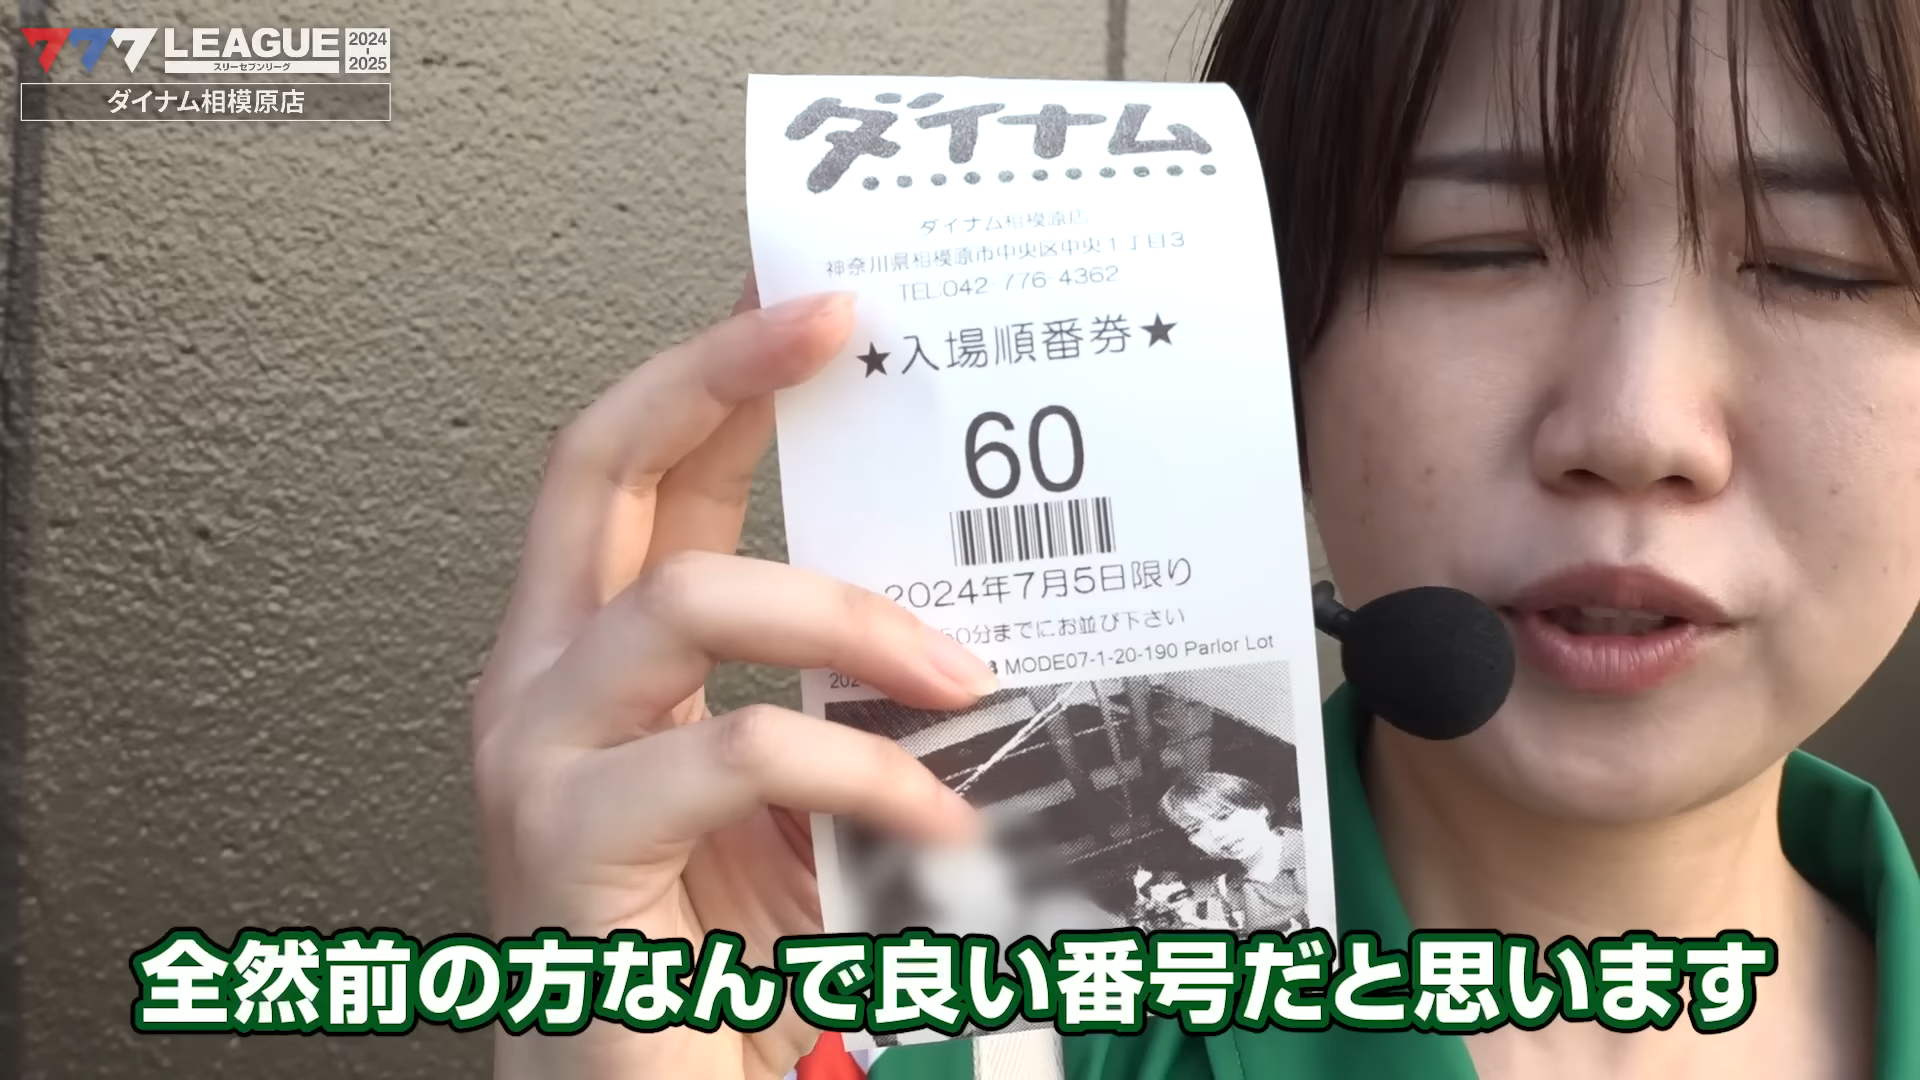 777 LEAGUE 2024-2025
スリーセブンリーグ
ダイナム相模原店
ダイナム
ダイナム相模原店
神奈川県相模原市中央区中央1丁目3
TEL.042-776-4362
★入場順番券★
60
2024年7月5日限り
50分までにお並び下さい
MODE07-1-20-190 Parlor Lot
全然前の方なんで良い番号だと思います